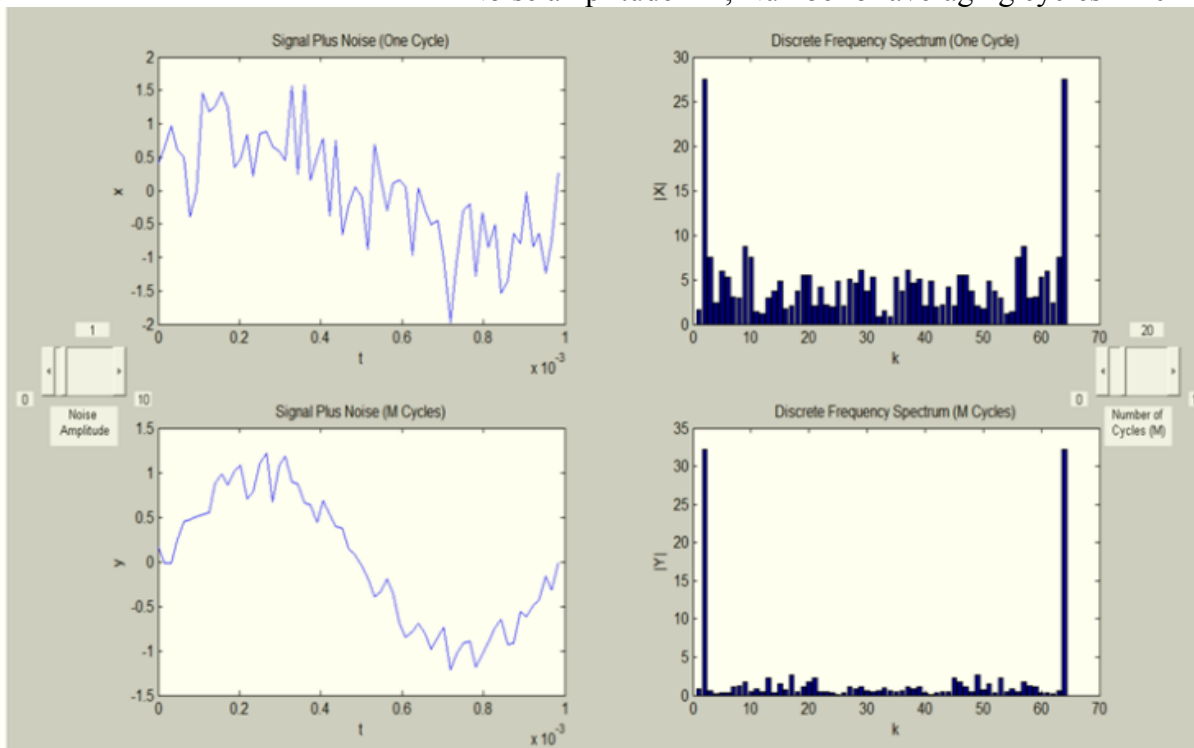 Signal Plus Noise (One Cycle)
2
1.5
1
0.5
0
-0.5
-1
-1.5
-2
x
0 0.2 0.4 0.6 0.8 1
t
x 10^-3
Discrete Frequency Spectrum (One Cycle)
30
25
20
15
10
5
0
|X|
0 10 20 30 40 50 60 70
k
1
0 10
Noise
Amplitude
20
0
Number of
Cycles (M)
Signal Plus Noise (M Cycles)
1.5
1
0.5
0
-0.5
-1
-1.5
y
0 0.2 0.4 0.6 0.8 1
t
x 10^-3
Discrete Frequency Spectrum (M Cycles)
35
30
25
20
15
10
5
0
|Y|
0 10 20 30 40 50 60 70
k